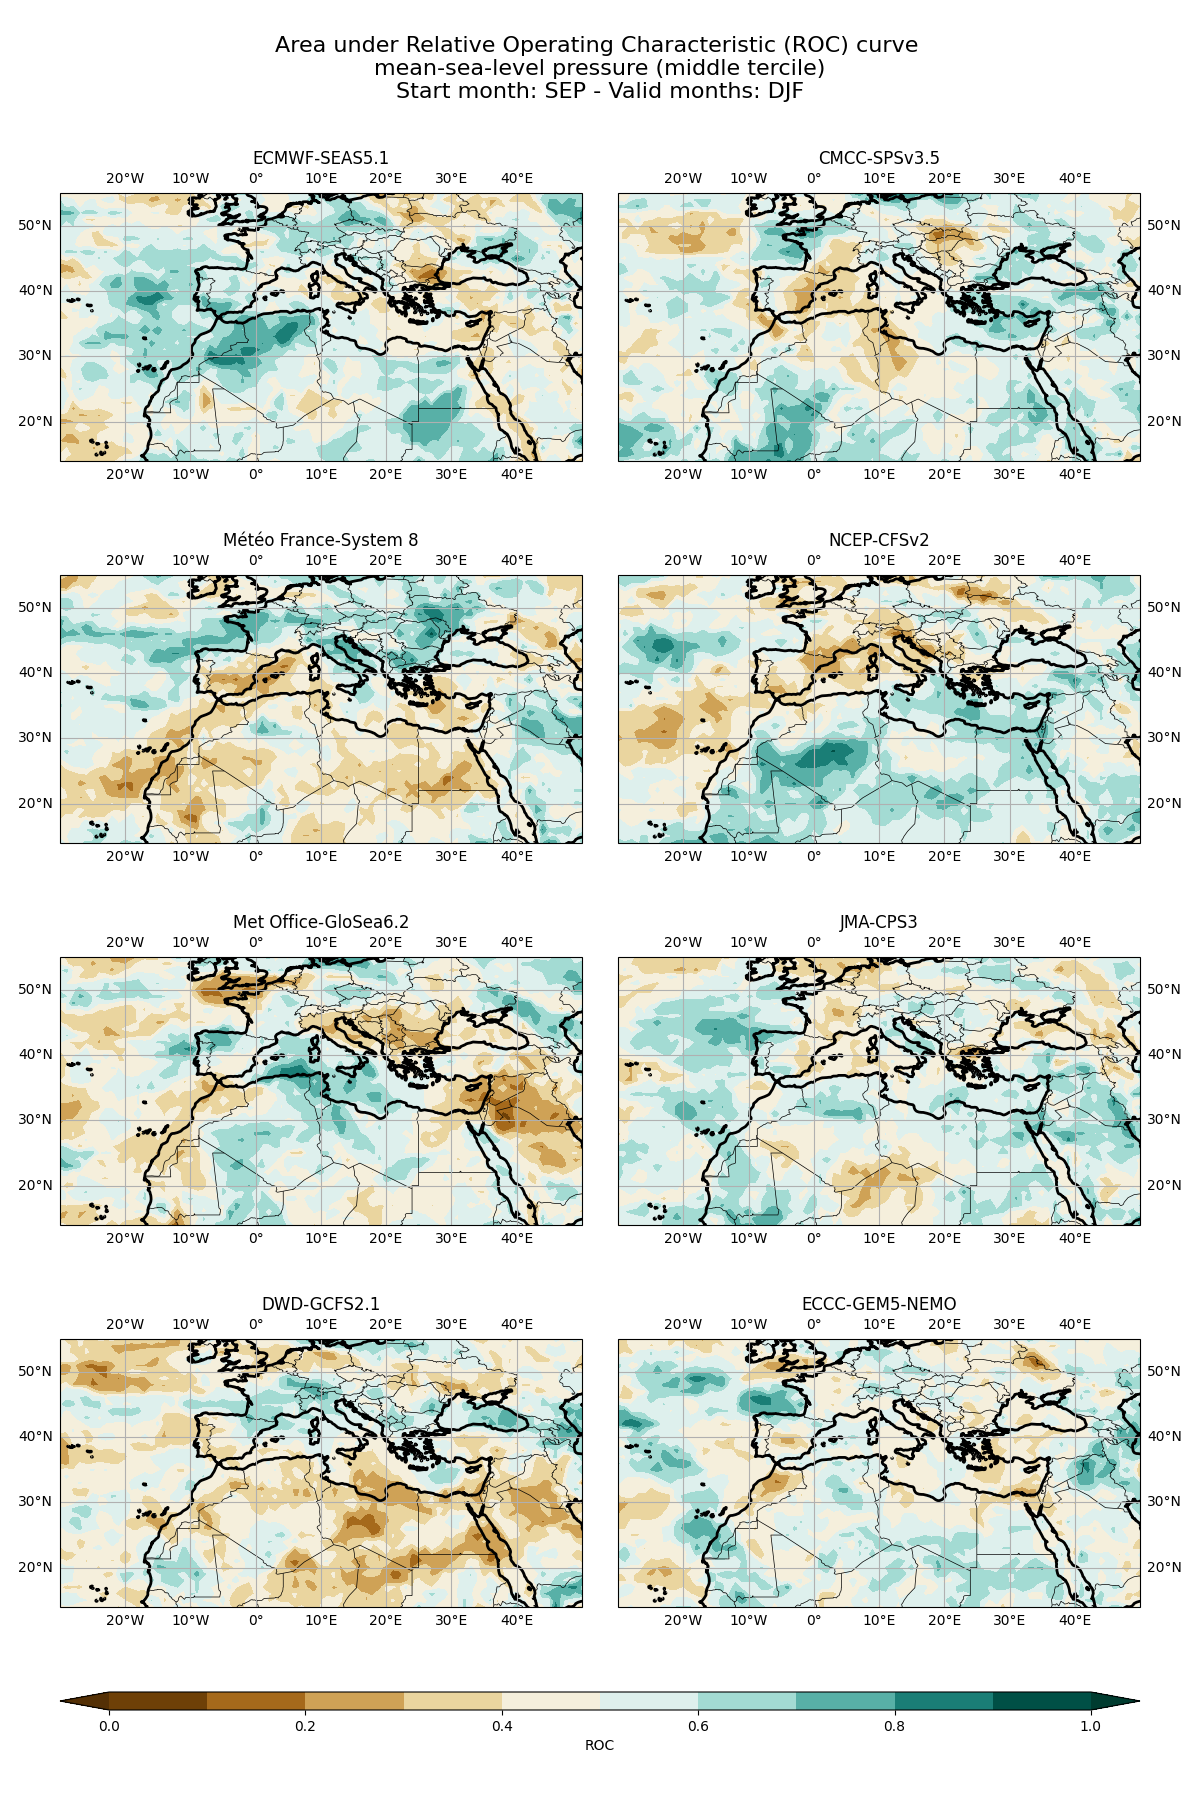 Area under Relative Operating Characteristic (ROC) curve
mean-sea-level pressure (middle tercile)
Start month: SEP - Valid months: DJF
ECMWF-SEAS5.1
CMCC-SPSv3.5
20°W 10°W 0° 10°E 20°E 30°E 40°E
20°W 10°W 0° 10°E 20°E 30°E 40°E
50°N 50°N
40°N 40°N
30°N 30°N
20°N 20°N
20°W 10°W 0° 10°E 20°E 30°E 40°E
20°W 10°W 0° 10°E 20°E 30°E 40°E
Météo France-System 8
NCEP-CFSv2
20°W 10°W 0° 10°E 20°E 30°E 40°E
20°W 10°W 0° 10°E 20°E 30°E 40°E
50°N 50°N
40°N 40°N
30°N 30°N
20°N 20°N
20°W 10°W 0° 10°E 20°E 30°E 40°E
20°W 10°W 0° 10°E 20°E 30°E 40°E
Met Office-GloSea6.2
JMA-CPS3
20°W 10°W 0° 10°E 20°E 30°E 40°E
20°W 10°W 0° 10°E 20°E 30°E 40°E
50°N 50°N
40°N 40°N
30°N 30°N
20°N 20°N
20°W 10°W 0° 10°E 20°E 30°E 40°E
20°W 10°W 0° 10°E 20°E 30°E 40°E
DWD-GCFS2.1
ECCC-GEM5-NEMO
20°W 10°W 0° 10°E 20°E 30°E 40°E
20°W 10°W 0° 10°E 20°E 30°E 40°E
50°N 50°N
40°N 40°N
30°N 30°N
20°N 20°N
20°W 10°W 0° 10°E 20°E 30°E 40°E
20°W 10°W 0° 10°E 20°E 30°E 40°E
0.0 0.2 0.4 0.6 0.8 1.0
ROC